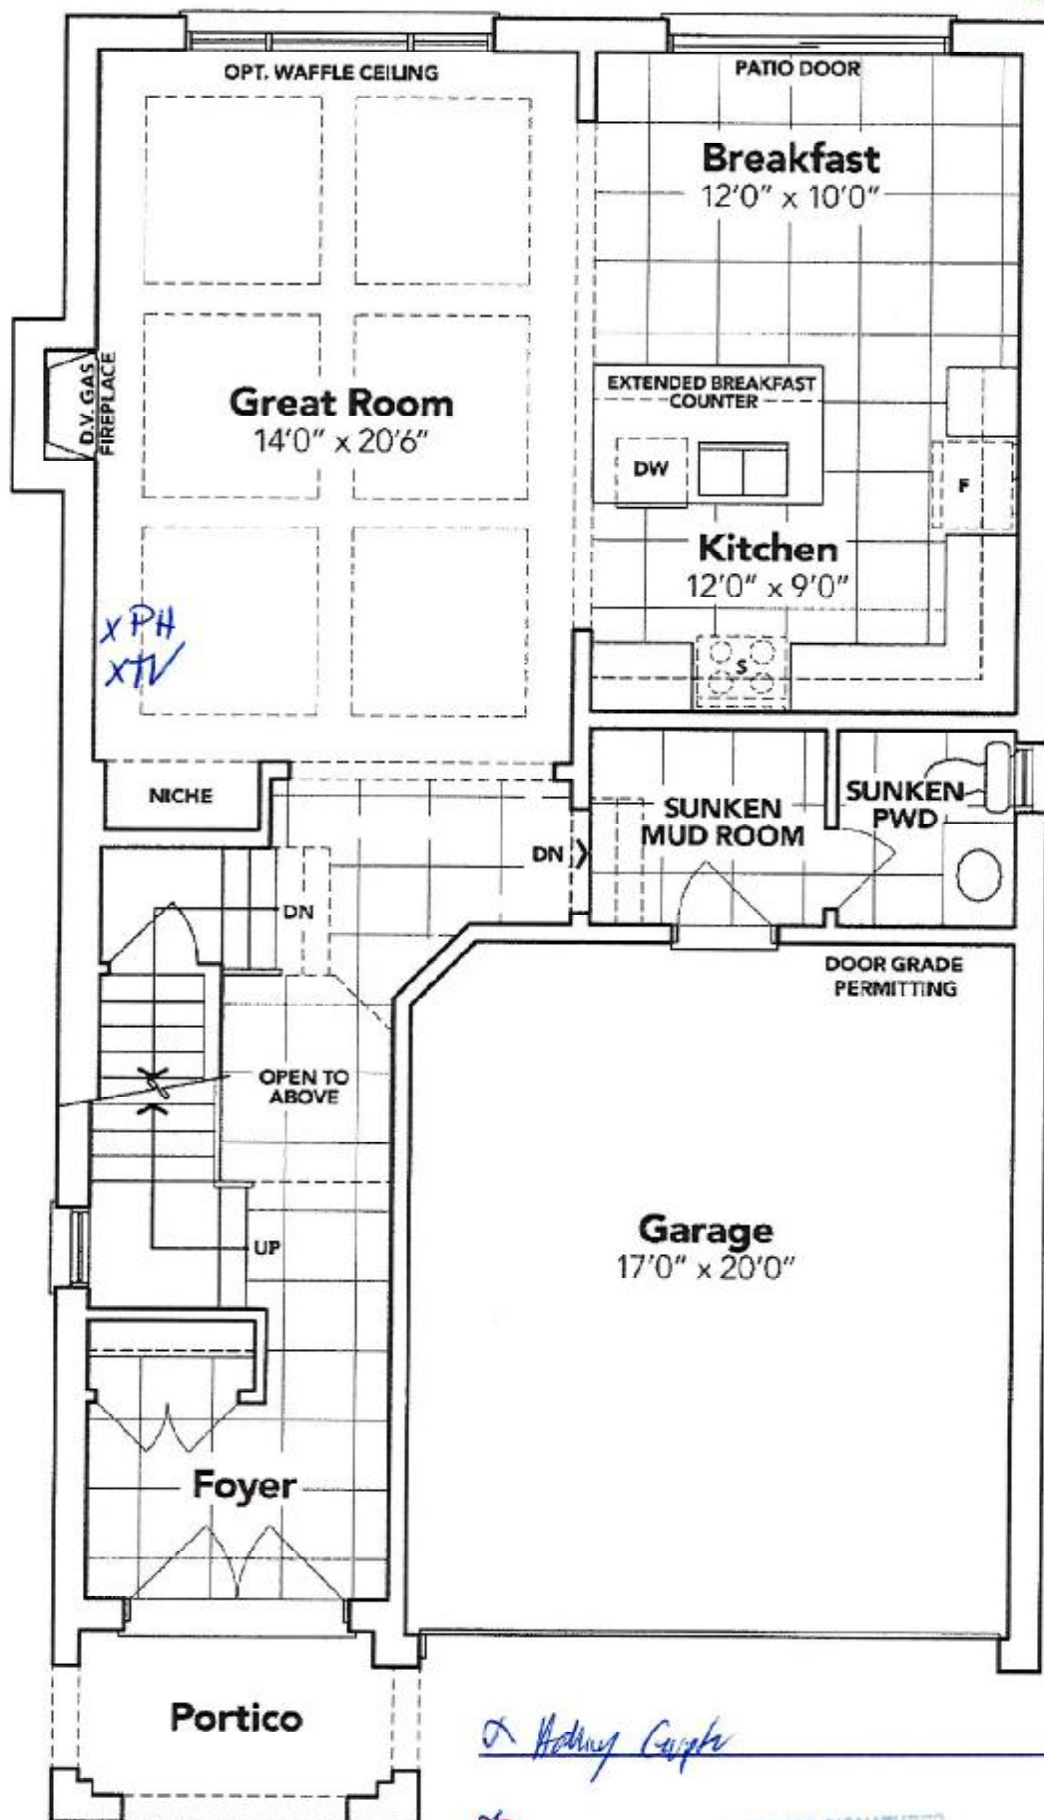 OPT. WAFFLE CEILING
PATIO DOOR
Breakfast
12'0" x 10'0"
D.V. GAS
FIREPLACE
Great Room
14'0" x 20'6"
EXTENDED BREAKFAST
COUNTER
DW
F
Kitchen
12'0" x 9'0"
x PH
x TV
S
NICHE
SUNKEN
MUD ROOM
SUNKEN
PWD
DN
DN
DOOR GRADE
PERMITTING
OPEN TO
ABOVE
Garage
17'0" x 20'0"
UP
Foyer
Portico
x